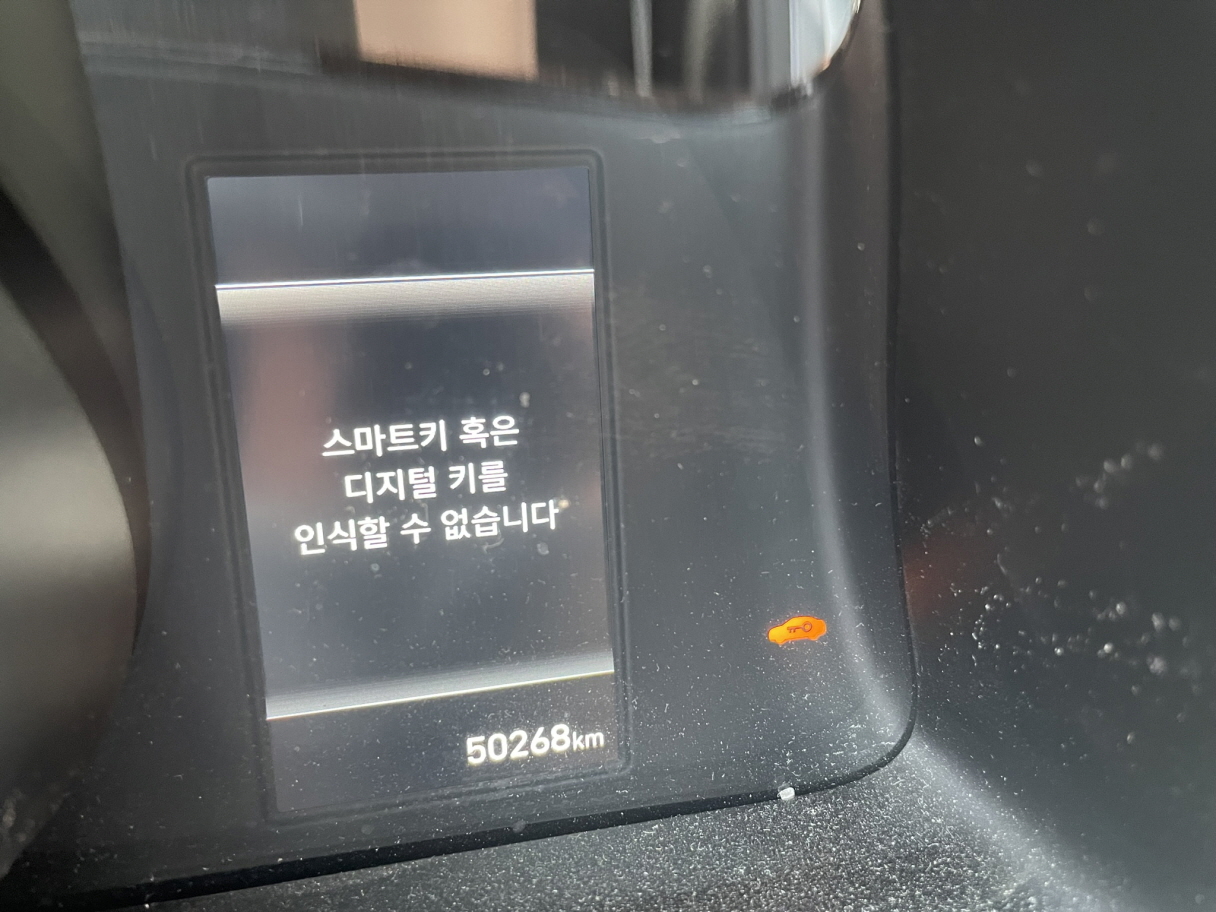 스마트키 혹은
디지털 키를
인식할 수 없습니다
50268km